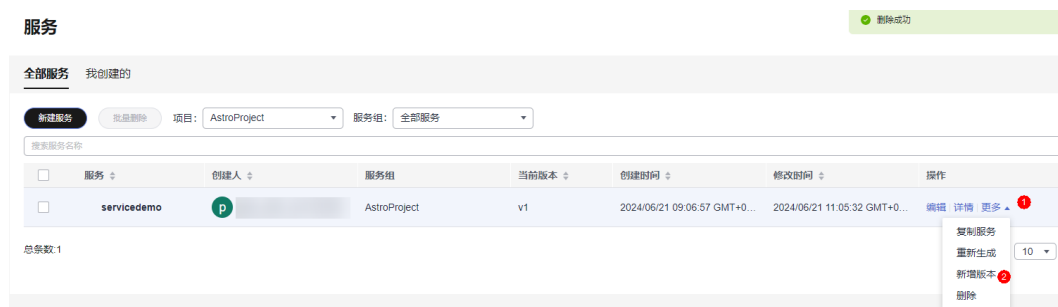 服务
删除成功
全部服务 我创建的
新建服务 批量删除 项目： AstroProject 服务组： 全部服务
搜索服务名称
服务 创建人 服务组 当前版本 创建时间 修改时间 操作
servicedemo p AstroProject v1 2024/06/21 09:06:57 GMT+0... 2024/06/21 11:05:32 GMT+0... 编辑 详情 更多 1
复制服务
总条数:1 重新生成 10
新增版本 2
删除